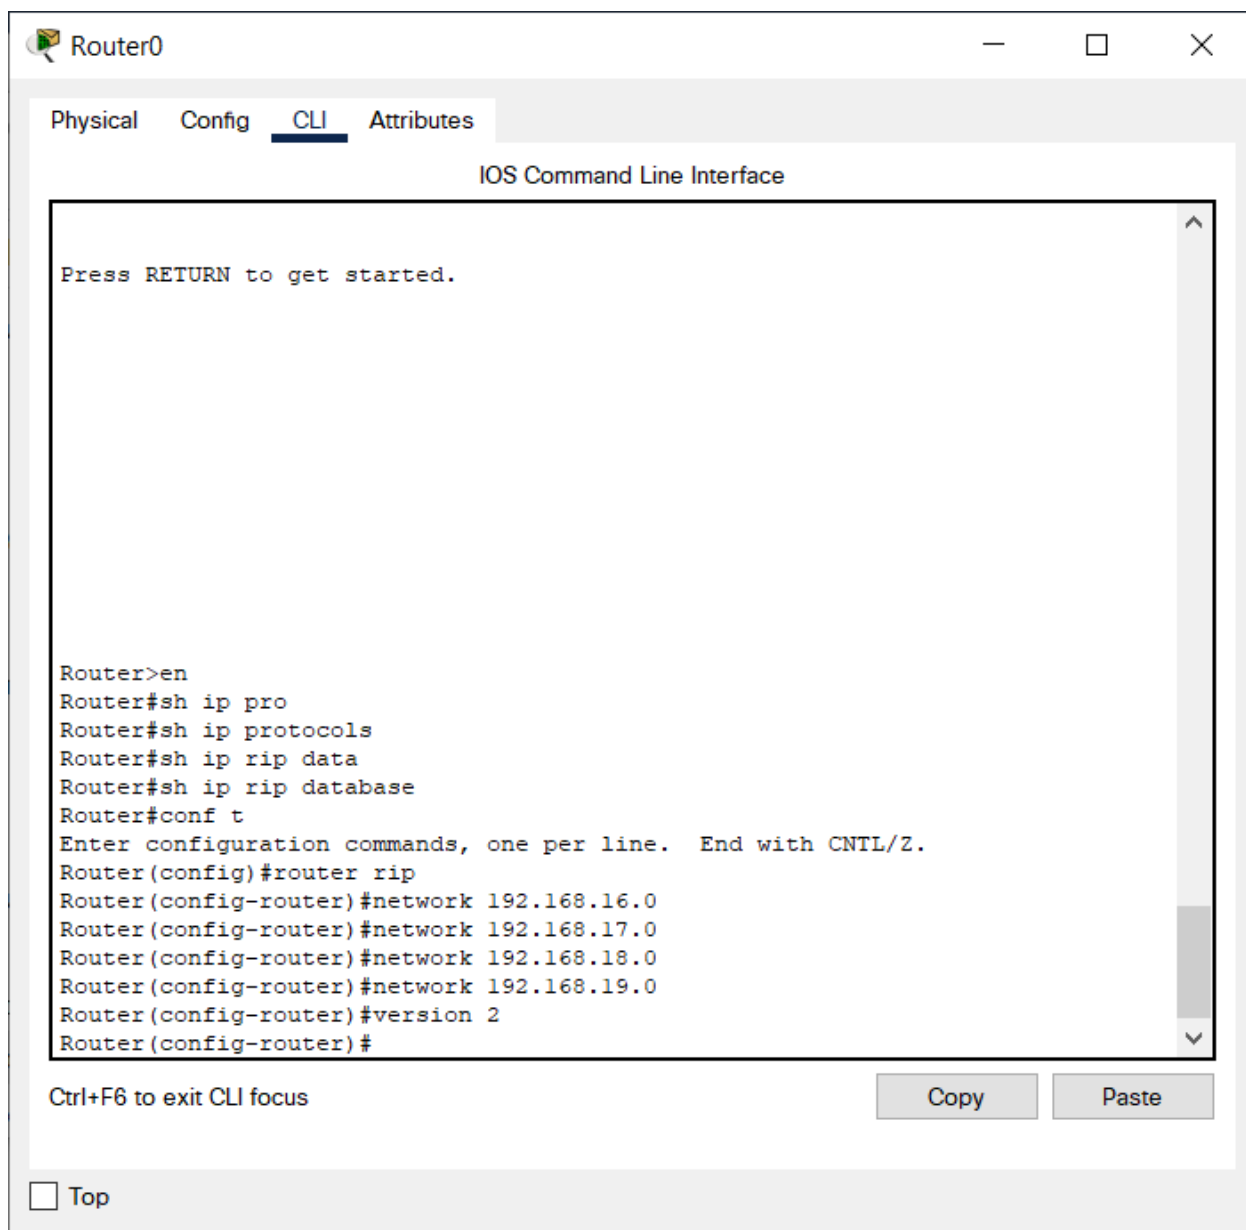 Router0
Physical Config CLI Attributes
IOS Command Line Interface
Press RETURN to get started.
Router>en
Router#sh ip pro
Router#sh ip protocols
Router#sh ip rip data
Router#sh ip rip database
Router#conf t
Enter configuration commands, one per line.  End with CNTL/Z.
Router(config)#router rip
Router(config-router)#network 192.168.16.0
Router(config-router)#network 192.168.17.0
Router(config-router)#network 192.168.18.0
Router(config-router)#network 192.168.19.0
Router(config-router)#version 2
Router(config-router)#
Ctrl+F6 to exit CLI focus Copy Paste
Top